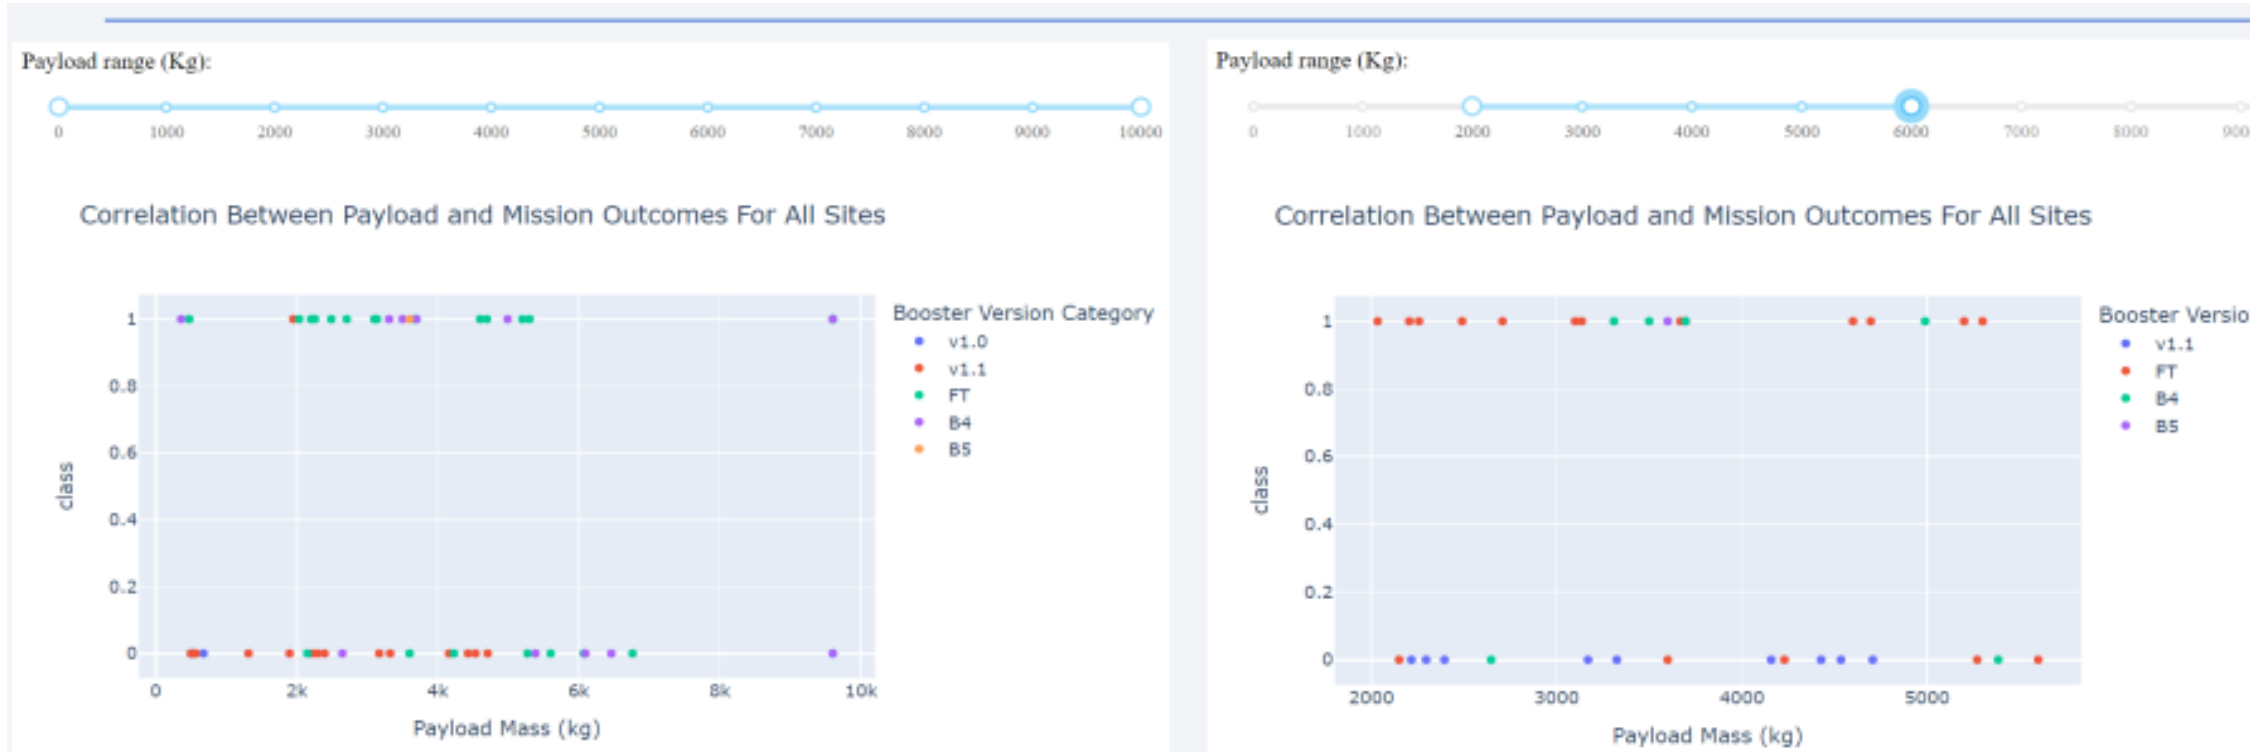 Payload range (Kg):
0 1000 2000 3000 4000 5000 6000 7000 8000 9000 10000
Correlation Between Payload and Mission Outcomes For All Sites
Booster Version Category
v1.0
v1.1
FT
B4
B5
1
0.8
0.6
0.4
0.2
0
class
0 2k 4k 6k 8k 10k
Payload Mass (kg)
Payload range (Kg):
0 1000 2000 3000 4000 5000 6000 7000 8000 900
Correlation Between Payload and Mission Outcomes For All Sites
Booster Versio
v1.1
FT
B4
B5
1
0.8
0.6
0.4
0.2
0
class
2000 3000 4000 5000
Payload Mass (kg)